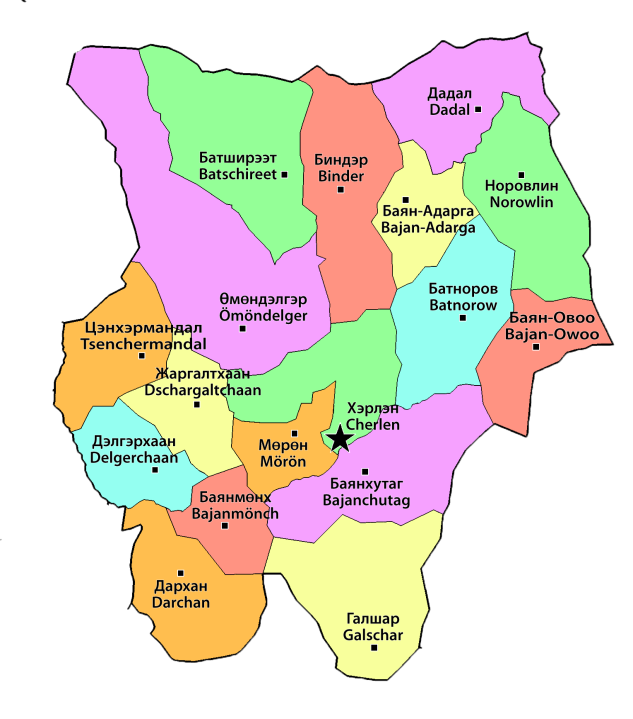 Дадал
Dadal
Батширээт
Batschireet
Биндэр
Binder
Норовлин
Norowlin
Баян-Адарга
Bajan-Adarga
Өмөндэлгэр
Ömöndelger
Батноров
Batnorow
Баян-Овоо
Bajan-Owoo
Цэнхэрмандал
Tsenchermandal
Жаргалтхаан
Dschargaltchaan
Хэрлэн
Cherlen
Дэлгэрхаан
Delgerchaan
Мөрөн
Mörön
Баянхутаг
Bajanchutag
Баянмөнх
Bajanmönch
Дархан
Darchan
Галшар
Galschar